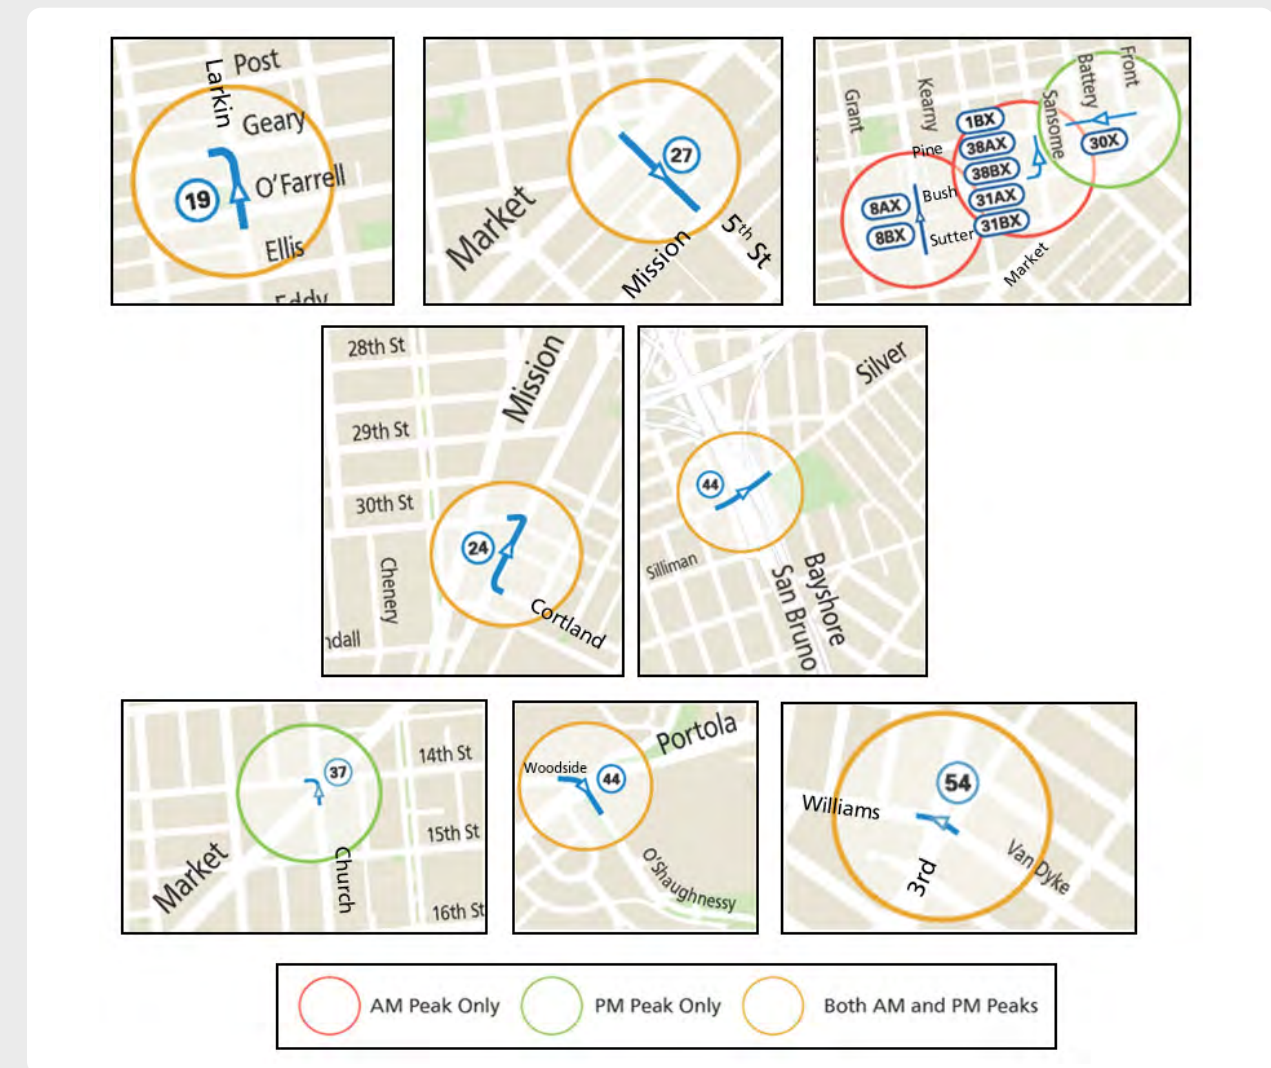 Post
Larkin
Geary
O'Farrell
19
Ellis
Eddy
27
Market
Mission
5th St
Grant
Kearny
Pine
Bush
Sutter
8AX
8BX
1BX
38AX
38BX
31AX
31BX
Sansome
Battery
Front
30X
Market
28th St
Mission
29th St
30th St
24
Chenery
Cortland
ndall
Silver
44
Silliman
Bayshore
San Bruno
37
14th St
15th St
16th St
Market
Church
Portola
Woodside
44
O'Shaughnessy
54
Williams
3rd
Van Dyke
AM Peak Only
PM Peak Only
Both AM and PM Peaks